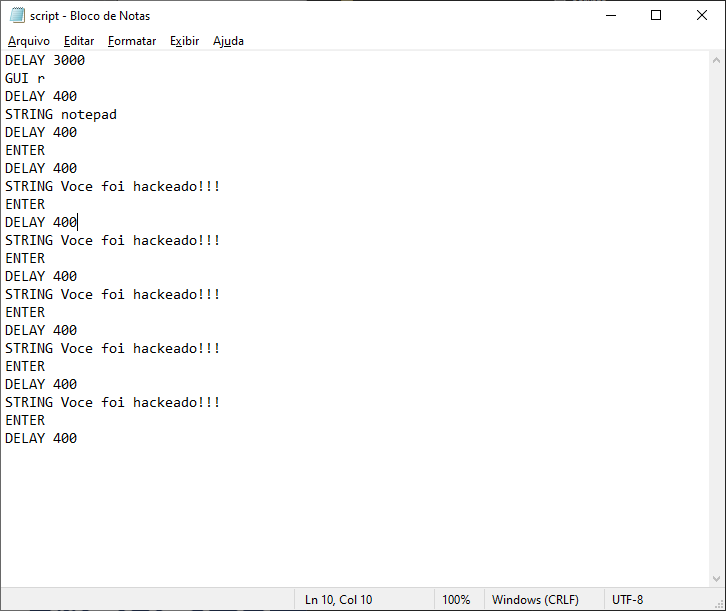 script - Bloco de Notas
Arquivo Editar Formatar Exibir Ajuda
DELAY 3000
GUI r
DELAY 400
STRING notepad
DELAY 400
ENTER
DELAY 400
STRING Voce foi hackeado!!!
ENTER
DELAY 400
STRING Voce foi hackeado!!!
ENTER
DELAY 400
STRING Voce foi hackeado!!!
ENTER
DELAY 400
STRING Voce foi hackeado!!!
ENTER
DELAY 400
STRING Voce foi hackeado!!!
ENTER
DELAY 400
Ln 10, Col 10 100% Windows (CRLF) UTF-8